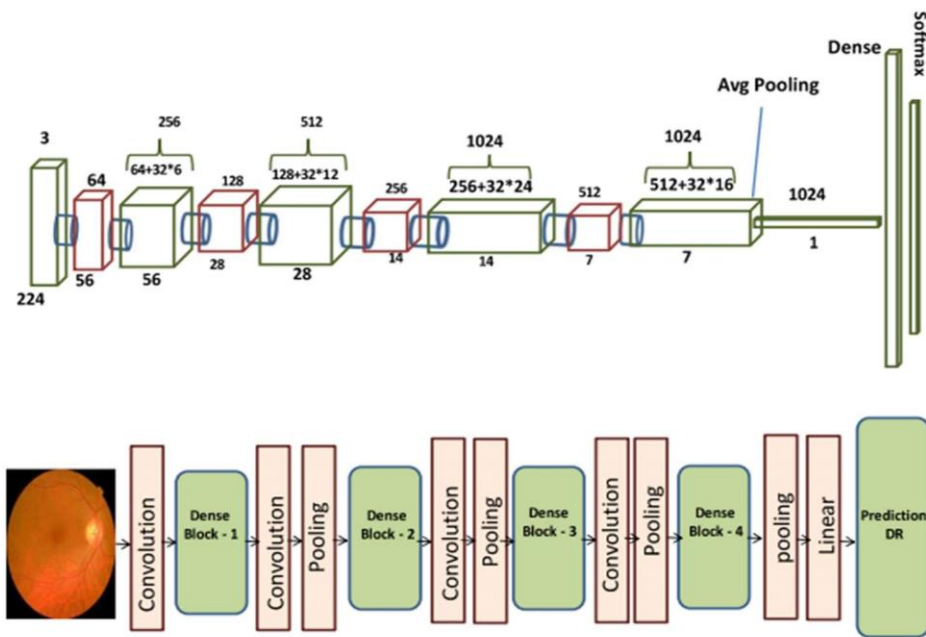 Softmax
Dense
Avg Pooling
3
256
512
1024
1024
64
64+32*6
128
128+32*12
256
256+32*24
512
512+32*16
1024
224
56
56
28
28
14
14
7
7
1
Convolution
Dense
Block - 1
Convolution
Pooling
Dense
Block - 2
Convolution
Pooling
Dense
Block - 3
Convolution
Pooling
Dense
Block - 4
pooling
Linear
Prediction
DR